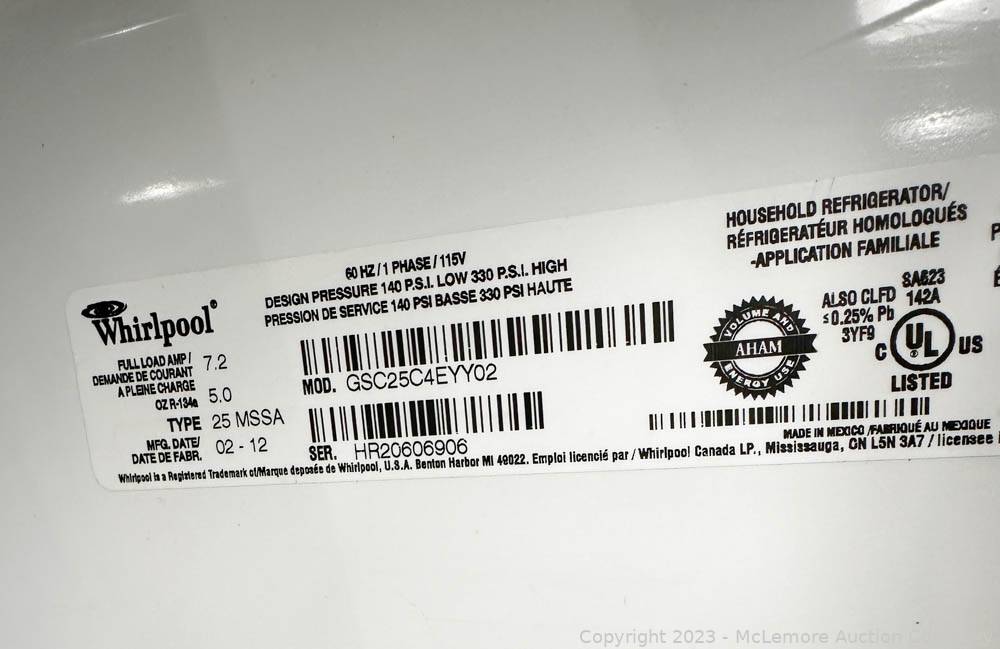 Whirlpool®
FULL LOAD AMP /
DEMANDE DE COURANT
A PLEINE CHARGE
7.2
OZ R-134a 5.0
TYPE 25 MSSA
MFG. DATE/
DATE DE FABR.
02 - 12
60 HZ / 1 PHASE / 115V
DESIGN PRESSURE 140 P.S.I. LOW 330 P.S.I. HIGH
PRESSION DE SERVICE 140 PSI BASSE 330 PSI HAUTE
MOD. GSC25C4EYY02
SER. HR20606906
HOUSEHOLD REFRIGERATOR/
RÉFRIGERATÉUR HOMOLOQUÉS
-APPLICATION FAMILIALE
VOLUME AND
AHAM
ENERGY USE
ALSO CLFD
≤0.25% Pb
3YF9
SA623
142A
C UL US
LISTED
MADE IN MEXICO / FABRIQUÉ AU MEXIQUE
Whirlpool is a Registered Trademark of/Marque deposée de Whirlpool, U.S.A. Benton Harbor MI 49022. Emploi licencié par / Whirlpool Canada LP., Mississauga, ON L5N 3A7 / licensee
Copyright 2023 - McLemore Auction